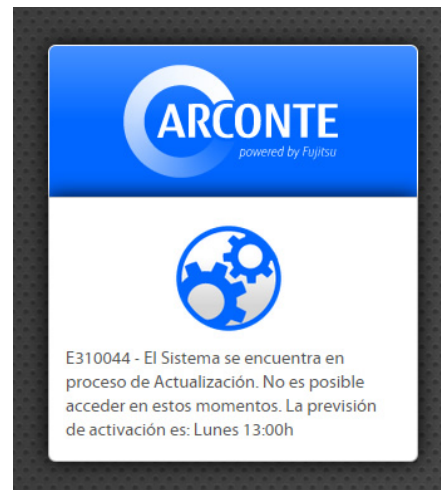 ARCONTE
powered by Fujitsu
E310044 - El Sistema se encuentra en
proceso de Actualización. No es posible
acceder en estos momentos. La previsión
de activación es: Lunes 13:00h